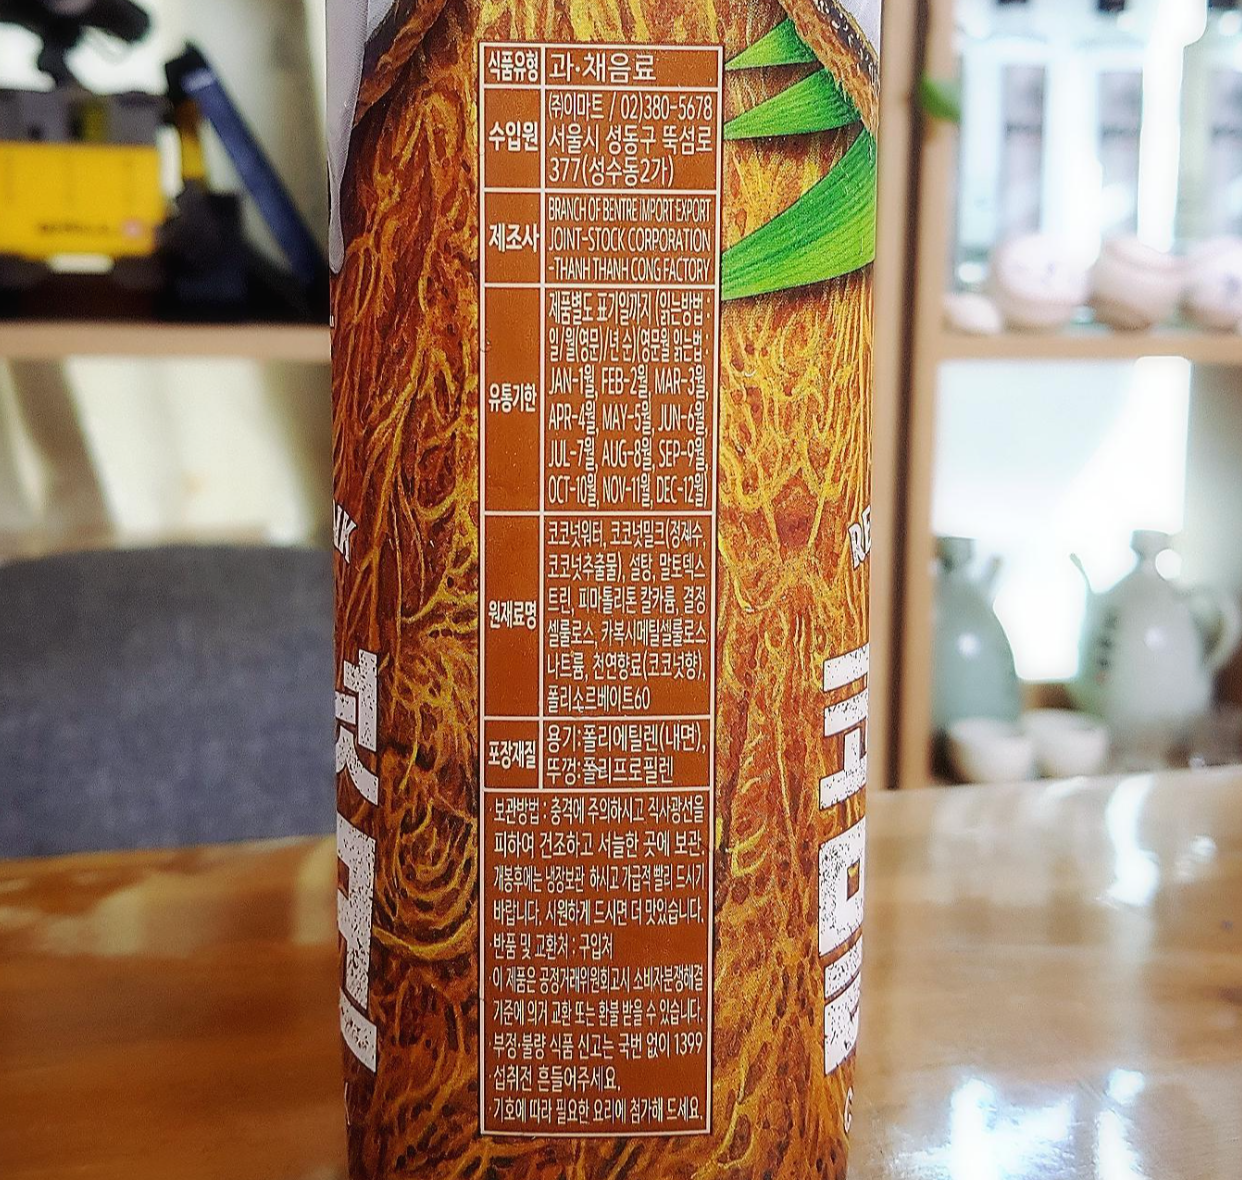 식품유형 과·채음료
수입원
㈜이마트 / 02)380-5678
서울시 성동구 뚝섬로
377(성수동2가)
제조사
BRANCH OF BENTRE IMPORT EXPORT
JOINT-STOCK CORPORATION
-THANH THANH CONG FACTORY
유통기한
제품별도 표기일까지 (읽는방법 :
일/월(영문)/년 순)(영문월 읽는법 :
JAN-1월, FEB-2월, MAR-3월,
APR-4월, MAY-5월, JUN-6월,
JUL-7월, AUG-8월, SEP-9월,
OCT-10월, NOV-11월, DEC-12월)
원재료명
코코넛워터, 코코넛밀크(정제수,
코코넛추출물), 설탕, 말토덱스
트린, 피마톨리톤 칼카륨, 결정
셀룰로스, 카복시메틸셀룰로스
나트륨, 천연향료(코코넛향),
폴리소르베이트60
포장재질
용기:폴리에틸렌(내면),
뚜껑:폴리프로필렌
·보관방법 : 충격에 주의하시고 직사광선을
피하여 건조하고 서늘한 곳에 보관,
개봉후에는 냉장보관 하시고 가급적 빨리 드시기
바랍니다. 시원하게 드시면 더 맛있습니다.
·반품 및 교환처 : 구입처
·이 제품은 공정거래위원회고시 소비자분쟁해결
기준에 의거 교환 또는 환불 받을 수 있습니다.
·부정·불량 식품 신고는 국번 없이 1399
·섭취전 흔들어주세요.
·기호에 따라 필요한 요리에 첨가해 드세요.